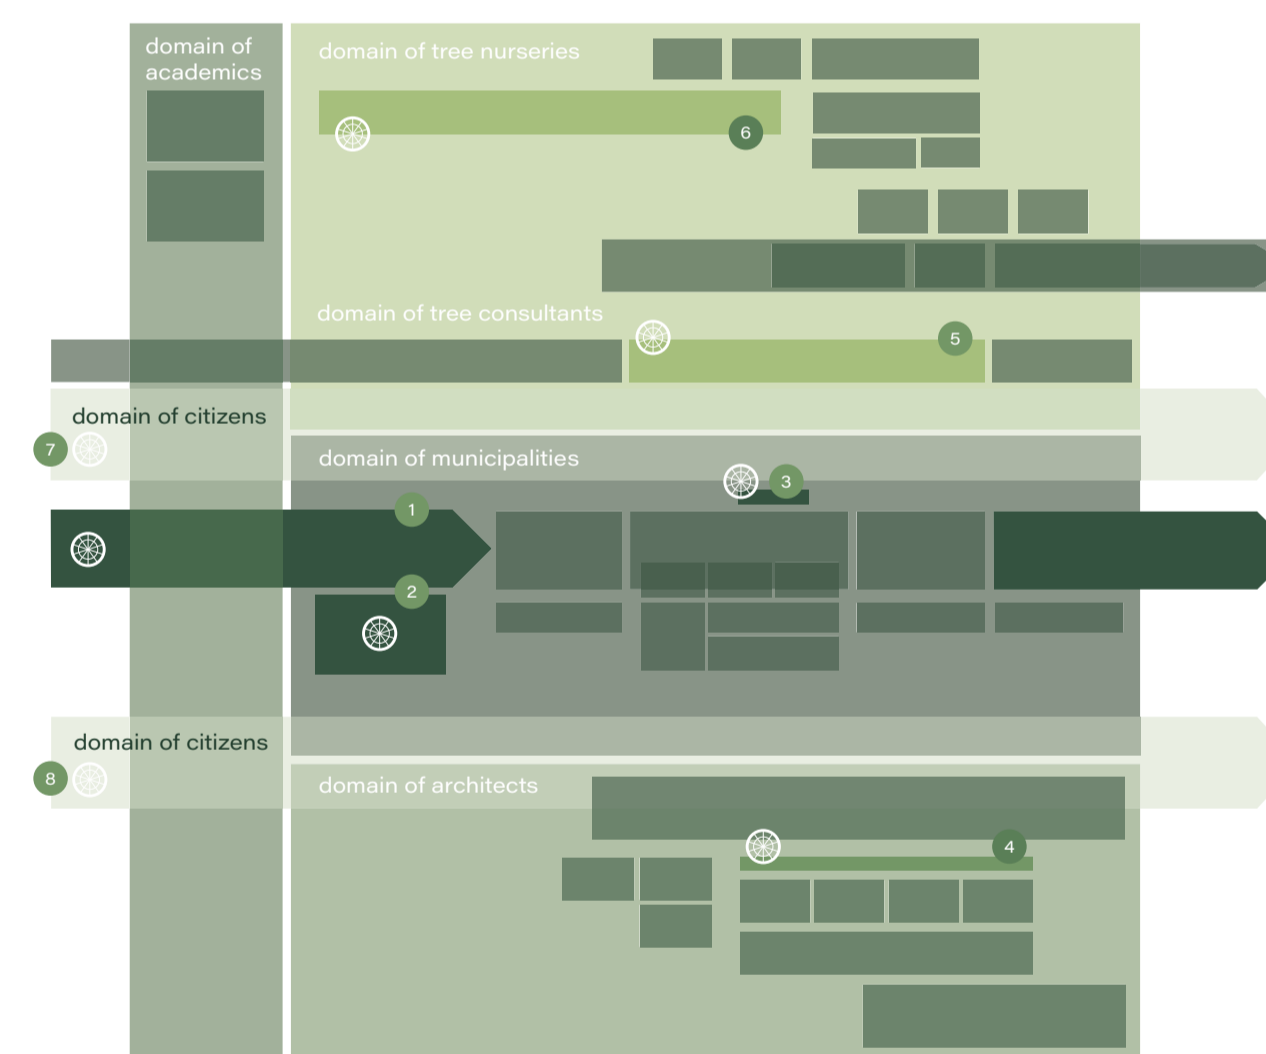 domain of
academics
domain of tree nurseries
6
domain of tree consultants
5
domain of citizens
7
domain of municipalities
3
1
2
domain of citizens
8
domain of architects
4